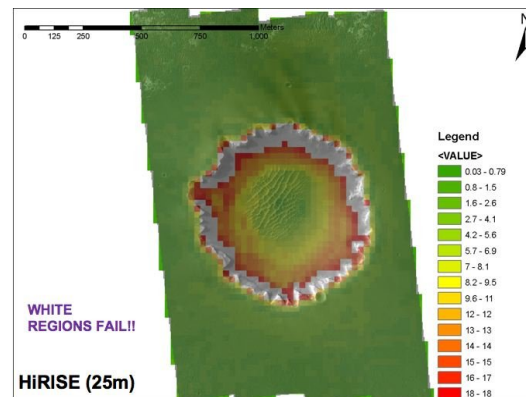 0 125 250 500 750 1,000 Meters
N
Legend
<VALUE>
0.03 - 0.79
0.8 - 1.5
1.6 - 2.6
2.7 - 4.1
4.2 - 5.6
5.7 - 6.9
7 - 8.1
8.2 - 9.5
9.6 - 11
12 - 12
13 - 13
14 - 14
15 - 15
16 - 17
18 - 18
WHITE
REGIONS FAIL!!
HiRISE (25m)